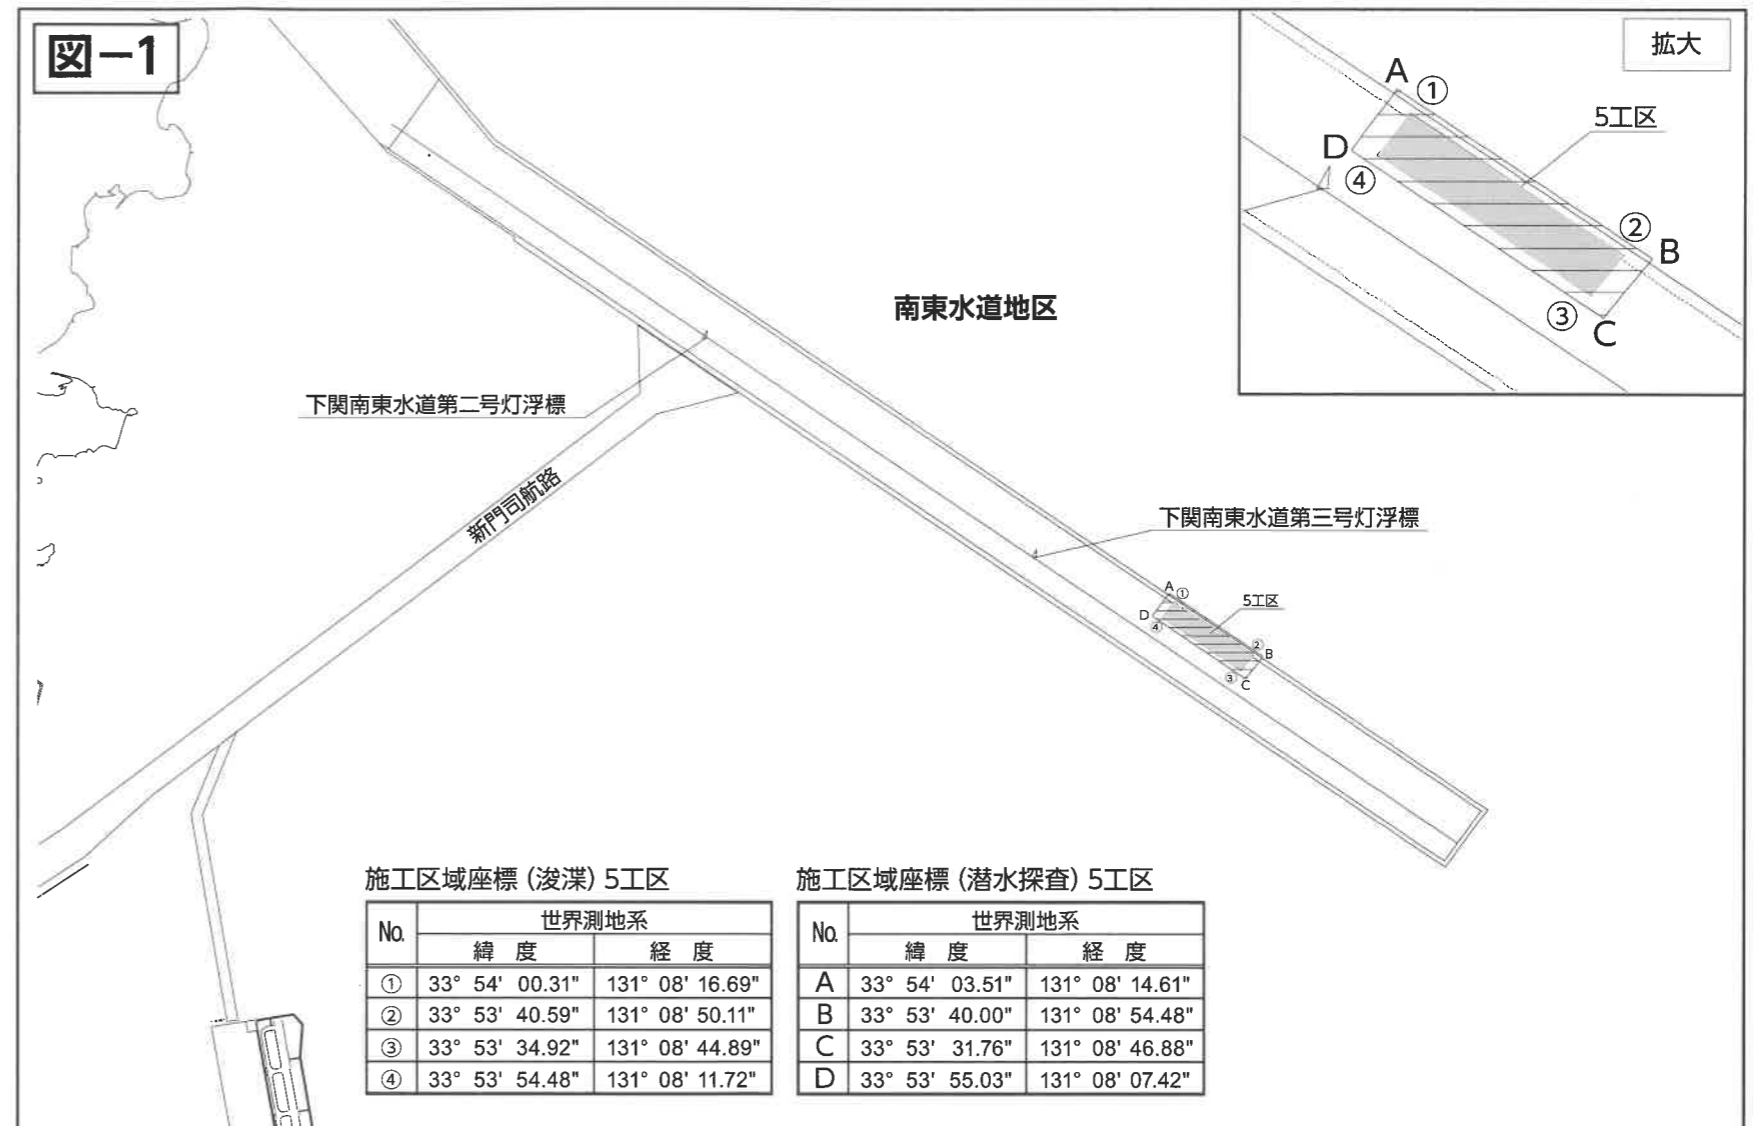 図－1
拡大
A ①
5工区
D
④
② B
③
C
南東水道地区
下関南東水道第二号灯浮標
新門司航路
下関南東水道第三号灯浮標
A ①
5工区
D
④
②
B
③
C
施工区域座標（浚渫）5工区
No. 世界測地系
緯　度 経　度
① 33° 54' 00.31" 131° 08' 16.69"
② 33° 53' 40.59" 131° 08' 50.11"
③ 33° 53' 34.92" 131° 08' 44.89"
④ 33° 53' 54.48" 131° 08' 11.72"
施工区域座標（潜水探査）5工区
No. 世界測地系
緯　度 経　度
A 33° 54' 03.51" 131° 08' 14.61"
B 33° 53' 40.00" 131° 08' 54.48"
C 33° 53' 31.76" 131° 08' 46.88"
D 33° 53' 55.03" 131° 08' 07.42"